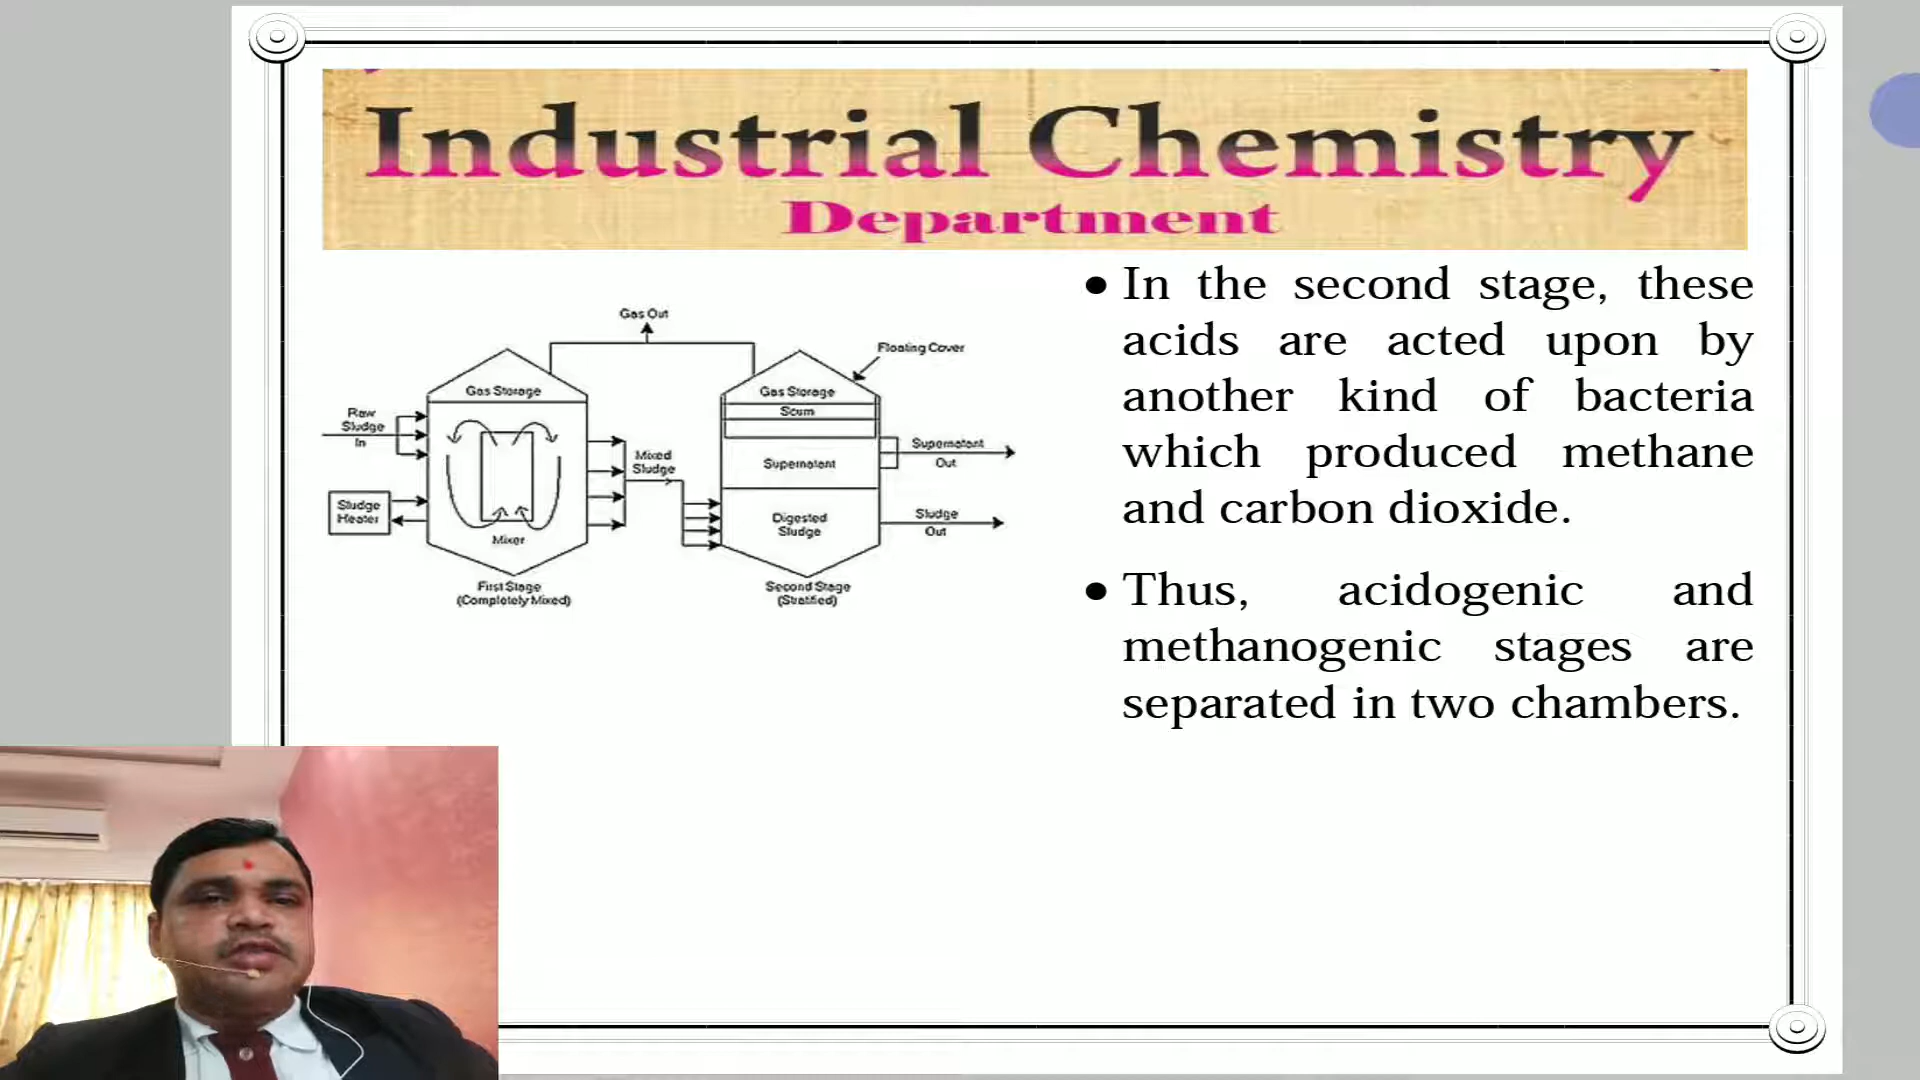 Industrial Chemistry
Department
Gas Out
Floating Cover
Gas Storage
Gas Storage
Scum
Raw
Sludge
In
Mixed
Sludge
Supernatant
Out
Supernatant
Sludge
Heater
Digested
Sludge
Sludge
Out
Mixer
First Stage
(Completely Mixed)
Second Stage
(Stratified)
• In the second stage, these
acids are acted upon by
another kind of bacteria
which produced methane
and carbon dioxide.
• Thus, acidogenic and
methanogenic stages are
separated in two chambers.